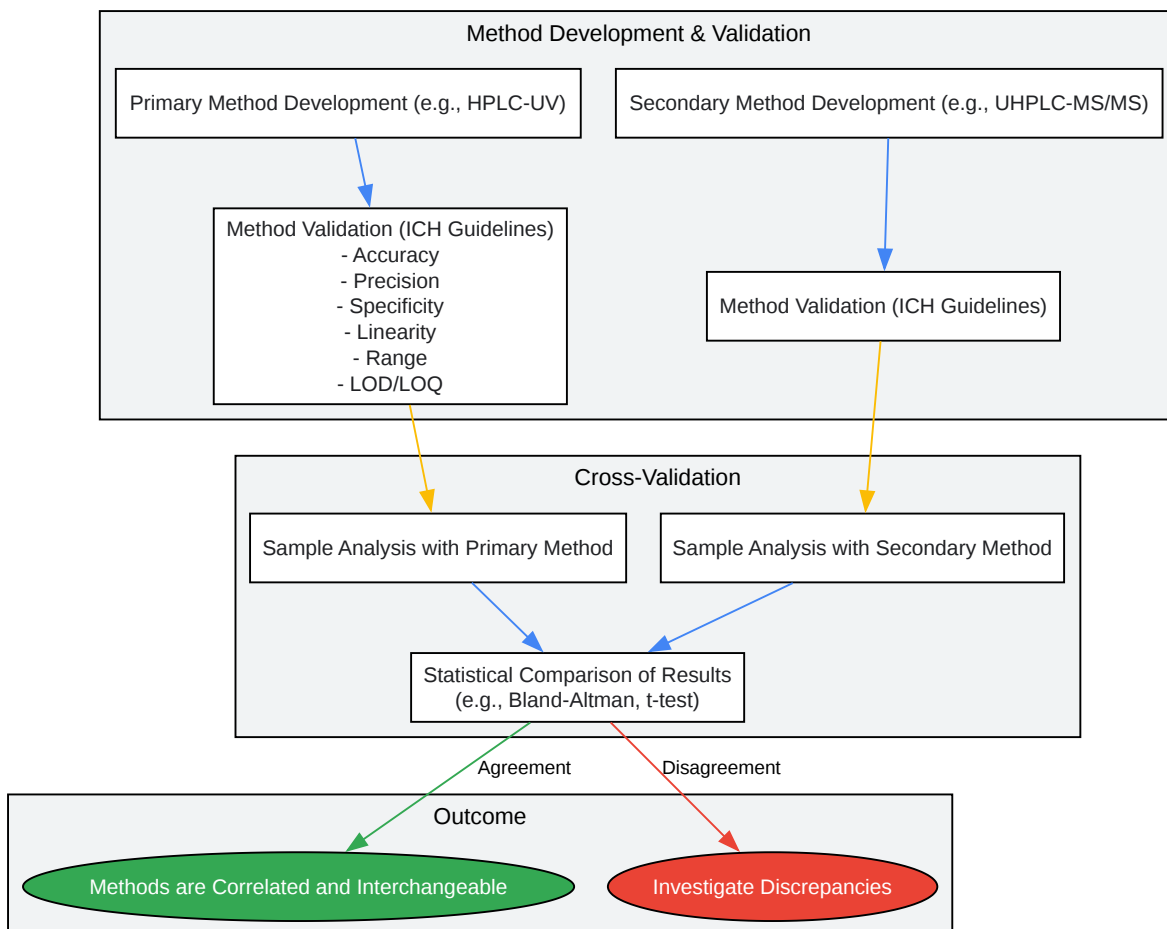 Method Development & Validation
Primary Method Development (e.g., HPLC-UV)
Secondary Method Development (e.g., UHPLC-MS/MS)
Method Validation (ICH Guidelines)
- Accuracy
- Precision
- Specificity
- Linearity
- Range
- LOD/LOQ
Method Validation (ICH Guidelines)
Cross-Validation
Sample Analysis with Primary Method
Sample Analysis with Secondary Method
Statistical Comparison of Results
(e.g., Bland-Altman, t-test)
Agreement
Disagreement
Outcome
Methods are Correlated and Interchangeable
Investigate Discrepancies